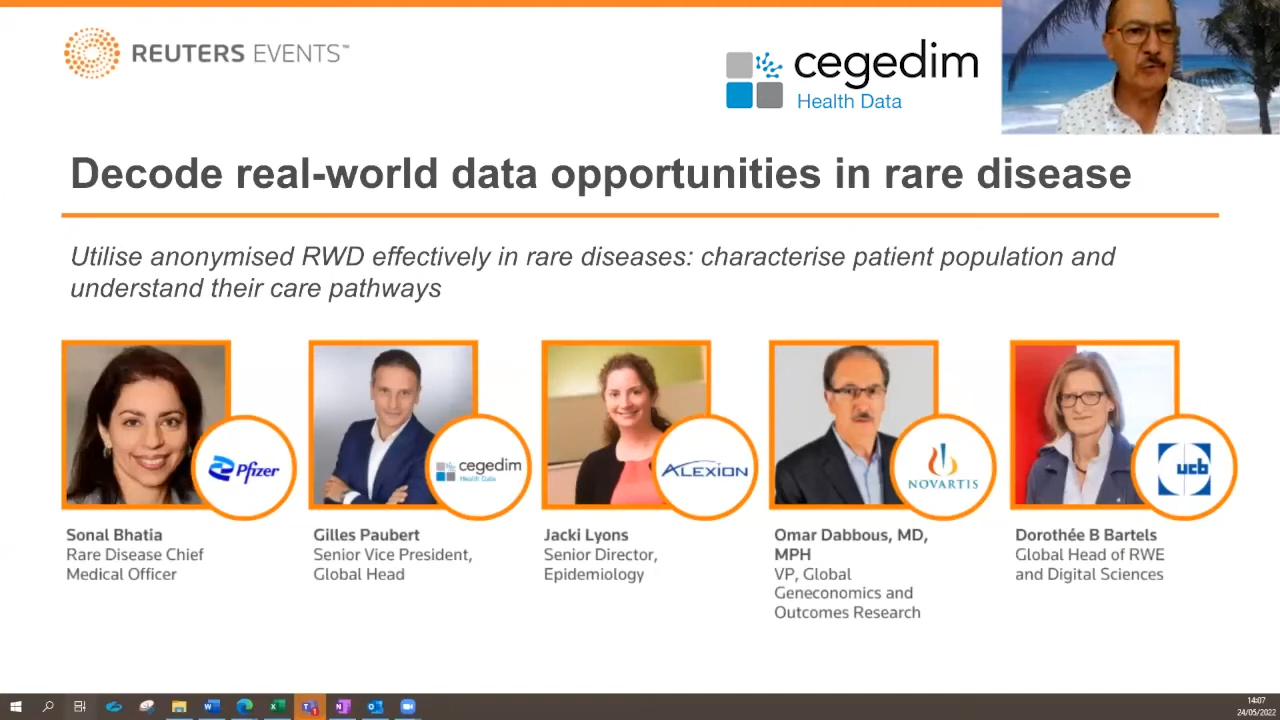 REUTERS EVENTS™
cegedim
Health Data
Decode real-world data opportunities in rare disease
Utilise anonymised RWD effectively in rare diseases: characterise patient population and
understand their care pathways
Pfizer
cegedim
Health Data
ALEXION
NOVARTIS
ucb
Sonal Bhatia
Rare Disease Chief
Medical Officer
Gilles Paubert
Senior Vice President,
Global Head
Jacki Lyons
Senior Director,
Epidemiology
Omar Dabbous, MD,
MPH
VP, Global
Geneconomics and
Outcomes Research
Dorothée B Bartels
Global Head of RWE
and Digital Sciences
14:07
24/05/2022